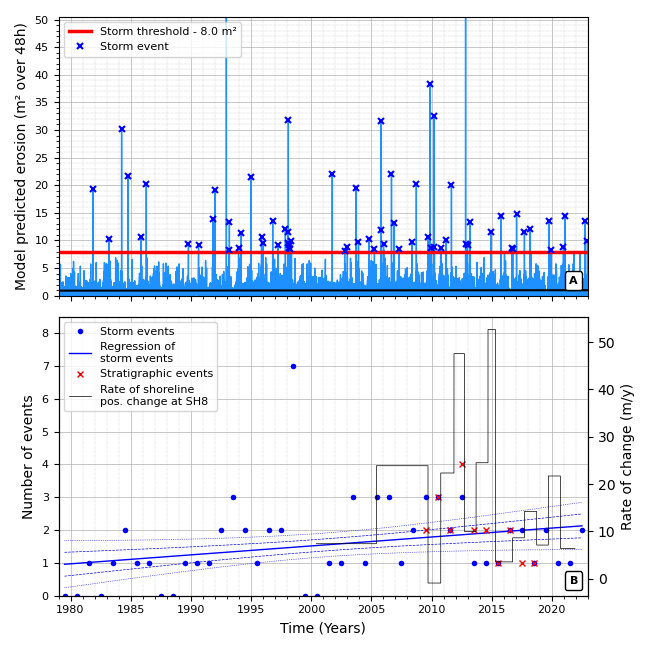 Model predicted erosion (m² over 48h)
50
45
40
35
30
25
20
15
10
5
0
Storm threshold - 8.0 m²
Storm event
A
Number of events
8
7
6
5
4
3
2
1
0
Storm events
Regression of
storm events
Stratigraphic events
Rate of shoreline
pos. change at SH8
B
50
40
30
20
10
0
Rate of change (m/y)
1980 1985 1990 1995 2000 2005 2010 2015 2020
Time (Years)